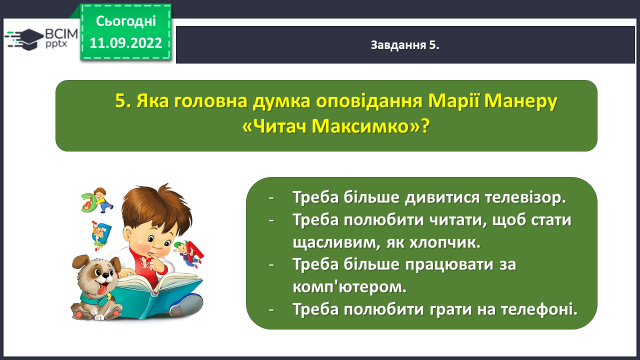 Сьогодні
11.09.2022
BCIM
pptx
Завдання 5.
5. Яка головна думка оповідання Марії Манеру
«Читач Максимко»?
- Треба більше дивитися телевізор.
- Треба полюбити читати, щоб стати
щасливим, як хлопчик.
- Треба більше працювати за
комп'ютером.
- Треба полюбити грати на телефоні.